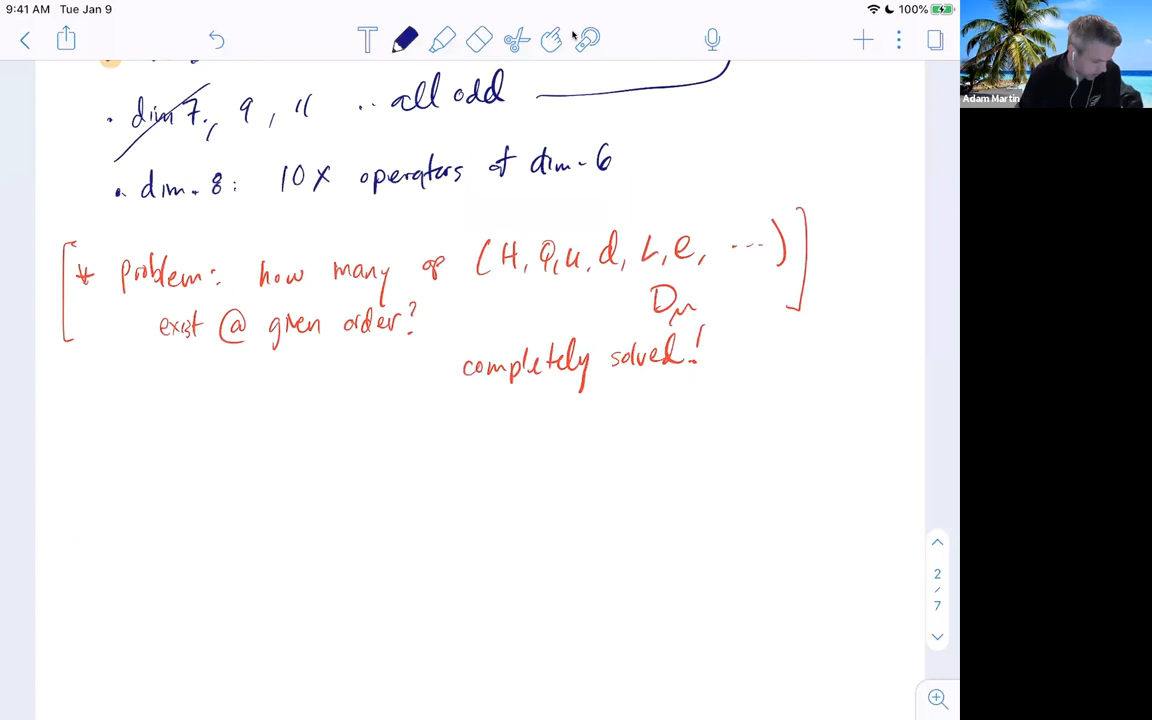 9:41 AM Tue Jan 9
100%
Adam Martin
• dim 7, 9, 11 .. all odd
• dim. 8: 10x operators of dim-6
* problem: how many op (H, Q, u, d, L, e, ...)
Dμ
exist @ given order?
completely solved!
2
/
7